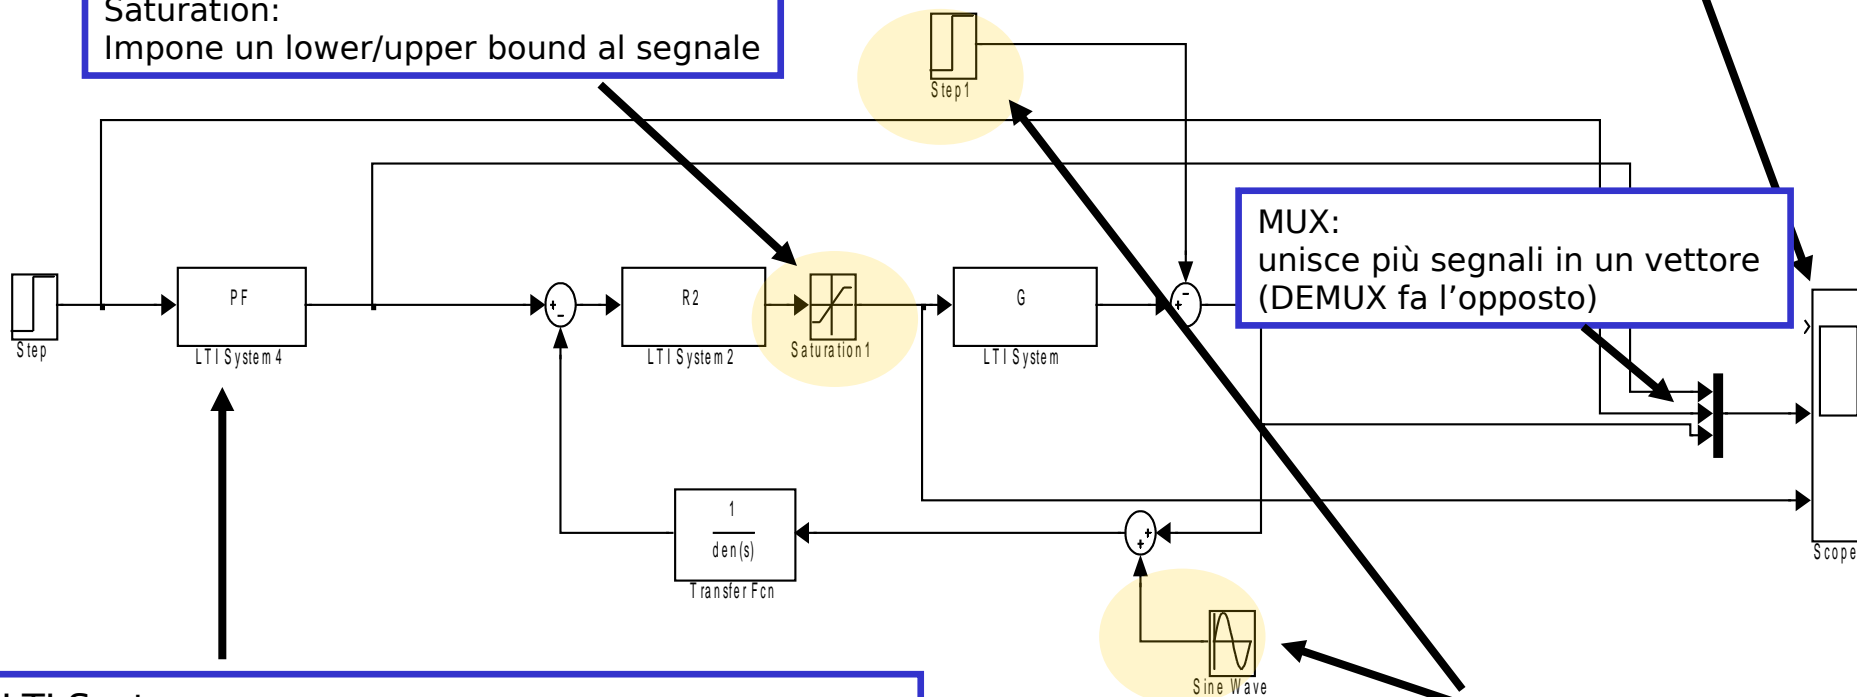 Saturation:
Impone un lower/upper bound al segnale
Step1
MUX:
unisce più segnali in un vettore
(DEMUX fa l’opposto)
Step
PF
LTI System4
+
−
R2
LTI System2
Saturation1
G
LTI System
−
+
1
den(s)
Transfer Fcn
+
+
Sine Wave
Scope